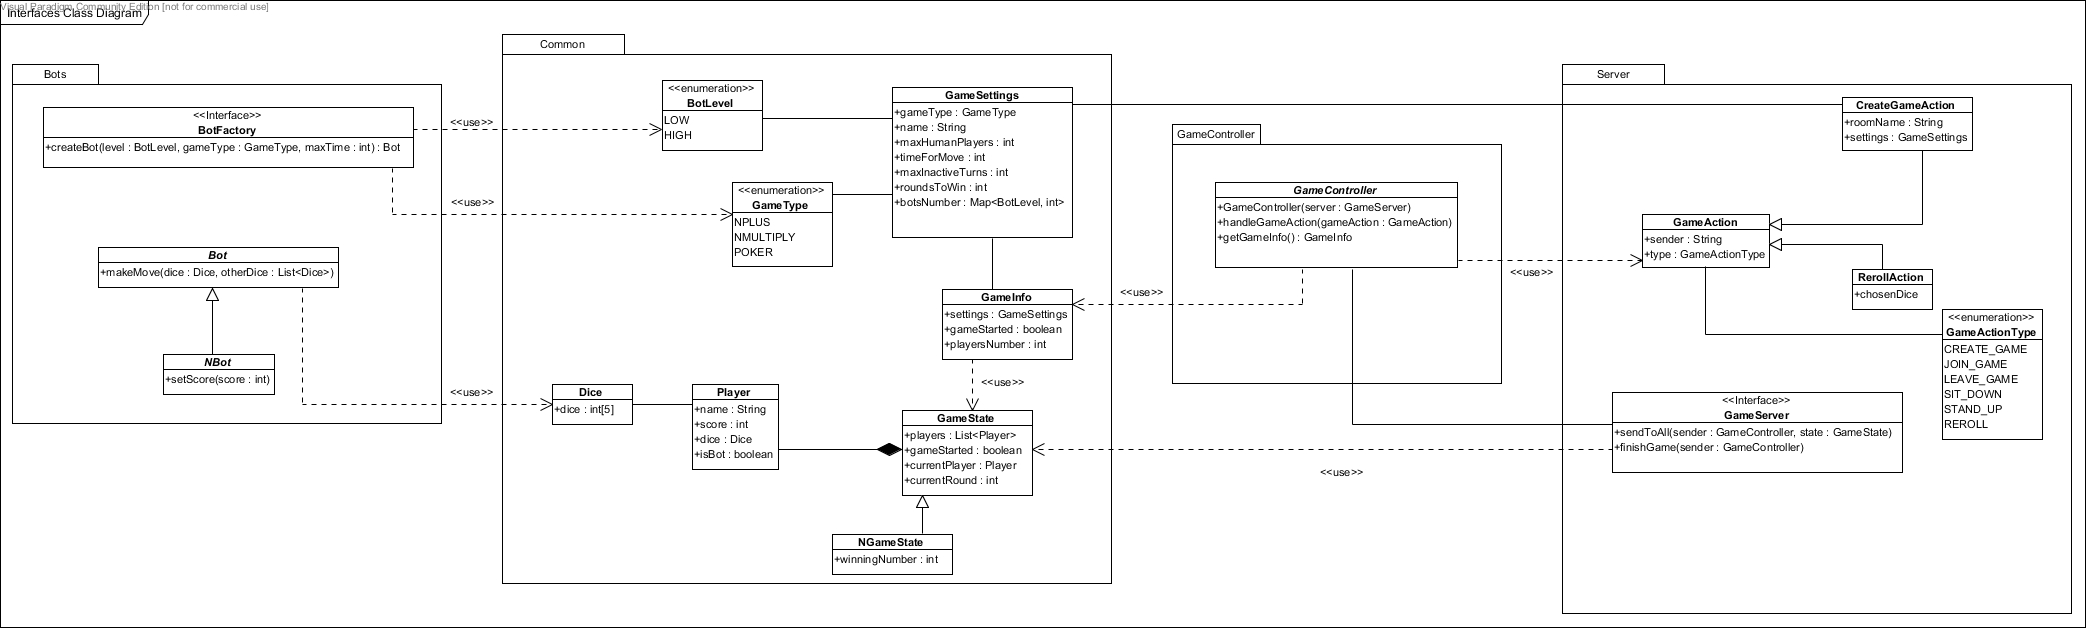 Visual Paradigm Community Edition [not for commercial use]
Interfaces Class Diagram
Bots
<<Interface>>
BotFactory
+createBot(level : BotLevel, gameType : GameType, maxTime : int) : Bot
Bot
+makeMove(dice : Dice, otherDice : List<Dice>)
NBot
+setScore(score : int)
<<use>>
<<use>>
<<use>>
Common
<<enumeration>>
BotLevel
LOW
HIGH
<<enumeration>>
GameType
NPLUS
NMULTIPLY
POKER
GameSettings
+gameType : GameType
+name : String
+maxHumanPlayers : int
+timeForMove : int
+maxInactiveTurns : int
+roundsToWin : int
+botsNumber : Map<BotLevel, int>
GameInfo
+settings : GameSettings
+gameStarted : boolean
+playersNumber : int
<<use>>
Dice
+dice : int[5]
Player
+name : String
+score : int
+dice : Dice
+isBot : boolean
GameState
+players : List<Player>
+gameStarted : boolean
+currentPlayer : Player
+currentRound : int
NGameState
+winningNumber : int
<<use>>
GameController
GameController
+GameController(server : GameServer)
+handleGameAction(gameAction : GameAction)
+getGameInfo() : GameInfo
<<use>>
<<use>>
Server
CreateGameAction
+roomName : String
+settings : GameSettings
GameAction
+sender : String
+type : GameActionType
RerollAction
+chosenDice
<<enumeration>>
GameActionType
CREATE_GAME
JOIN_GAME
LEAVE_GAME
SIT_DOWN
STAND_UP
REROLL
<<Interface>>
GameServer
+sendToAll(sender : GameController, state : GameState)
+finishGame(sender : GameController)